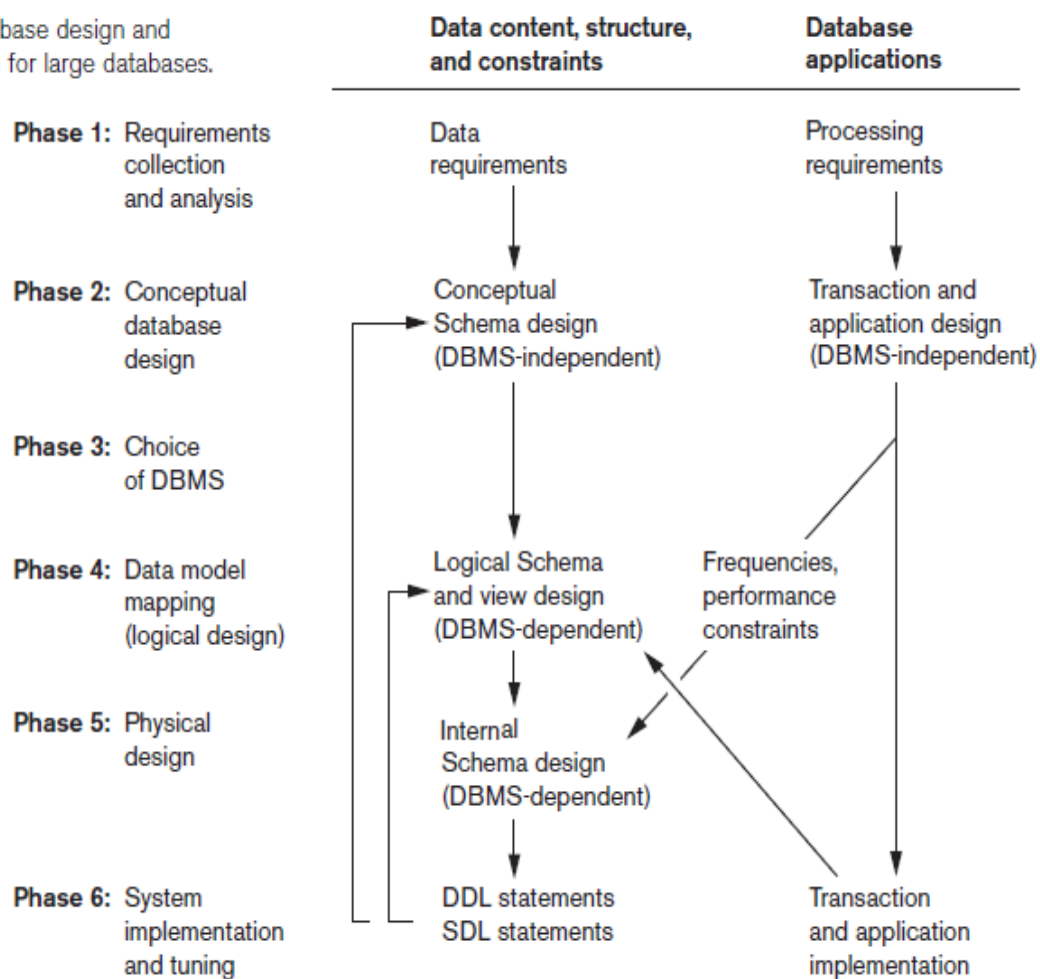 base design and
for large databases.
Data content, structure,
and constraints
Database
applications
Phase 1: Requirements
collection
and analysis
Data
requirements
Processing
requirements
Phase 2: Conceptual
database
design
Conceptual
Schema design
(DBMS-independent)
Transaction and
application design
(DBMS-independent)
Phase 3: Choice
of DBMS
Phase 4: Data model
mapping
(logical design)
Logical Schema
and view design
(DBMS-dependent)
Frequencies,
performance
constraints
Phase 5: Physical
design
Internal
Schema design
(DBMS-dependent)
Phase 6: System
implementation
and tuning
DDL statements
SDL statements
Transaction
and application
implementation